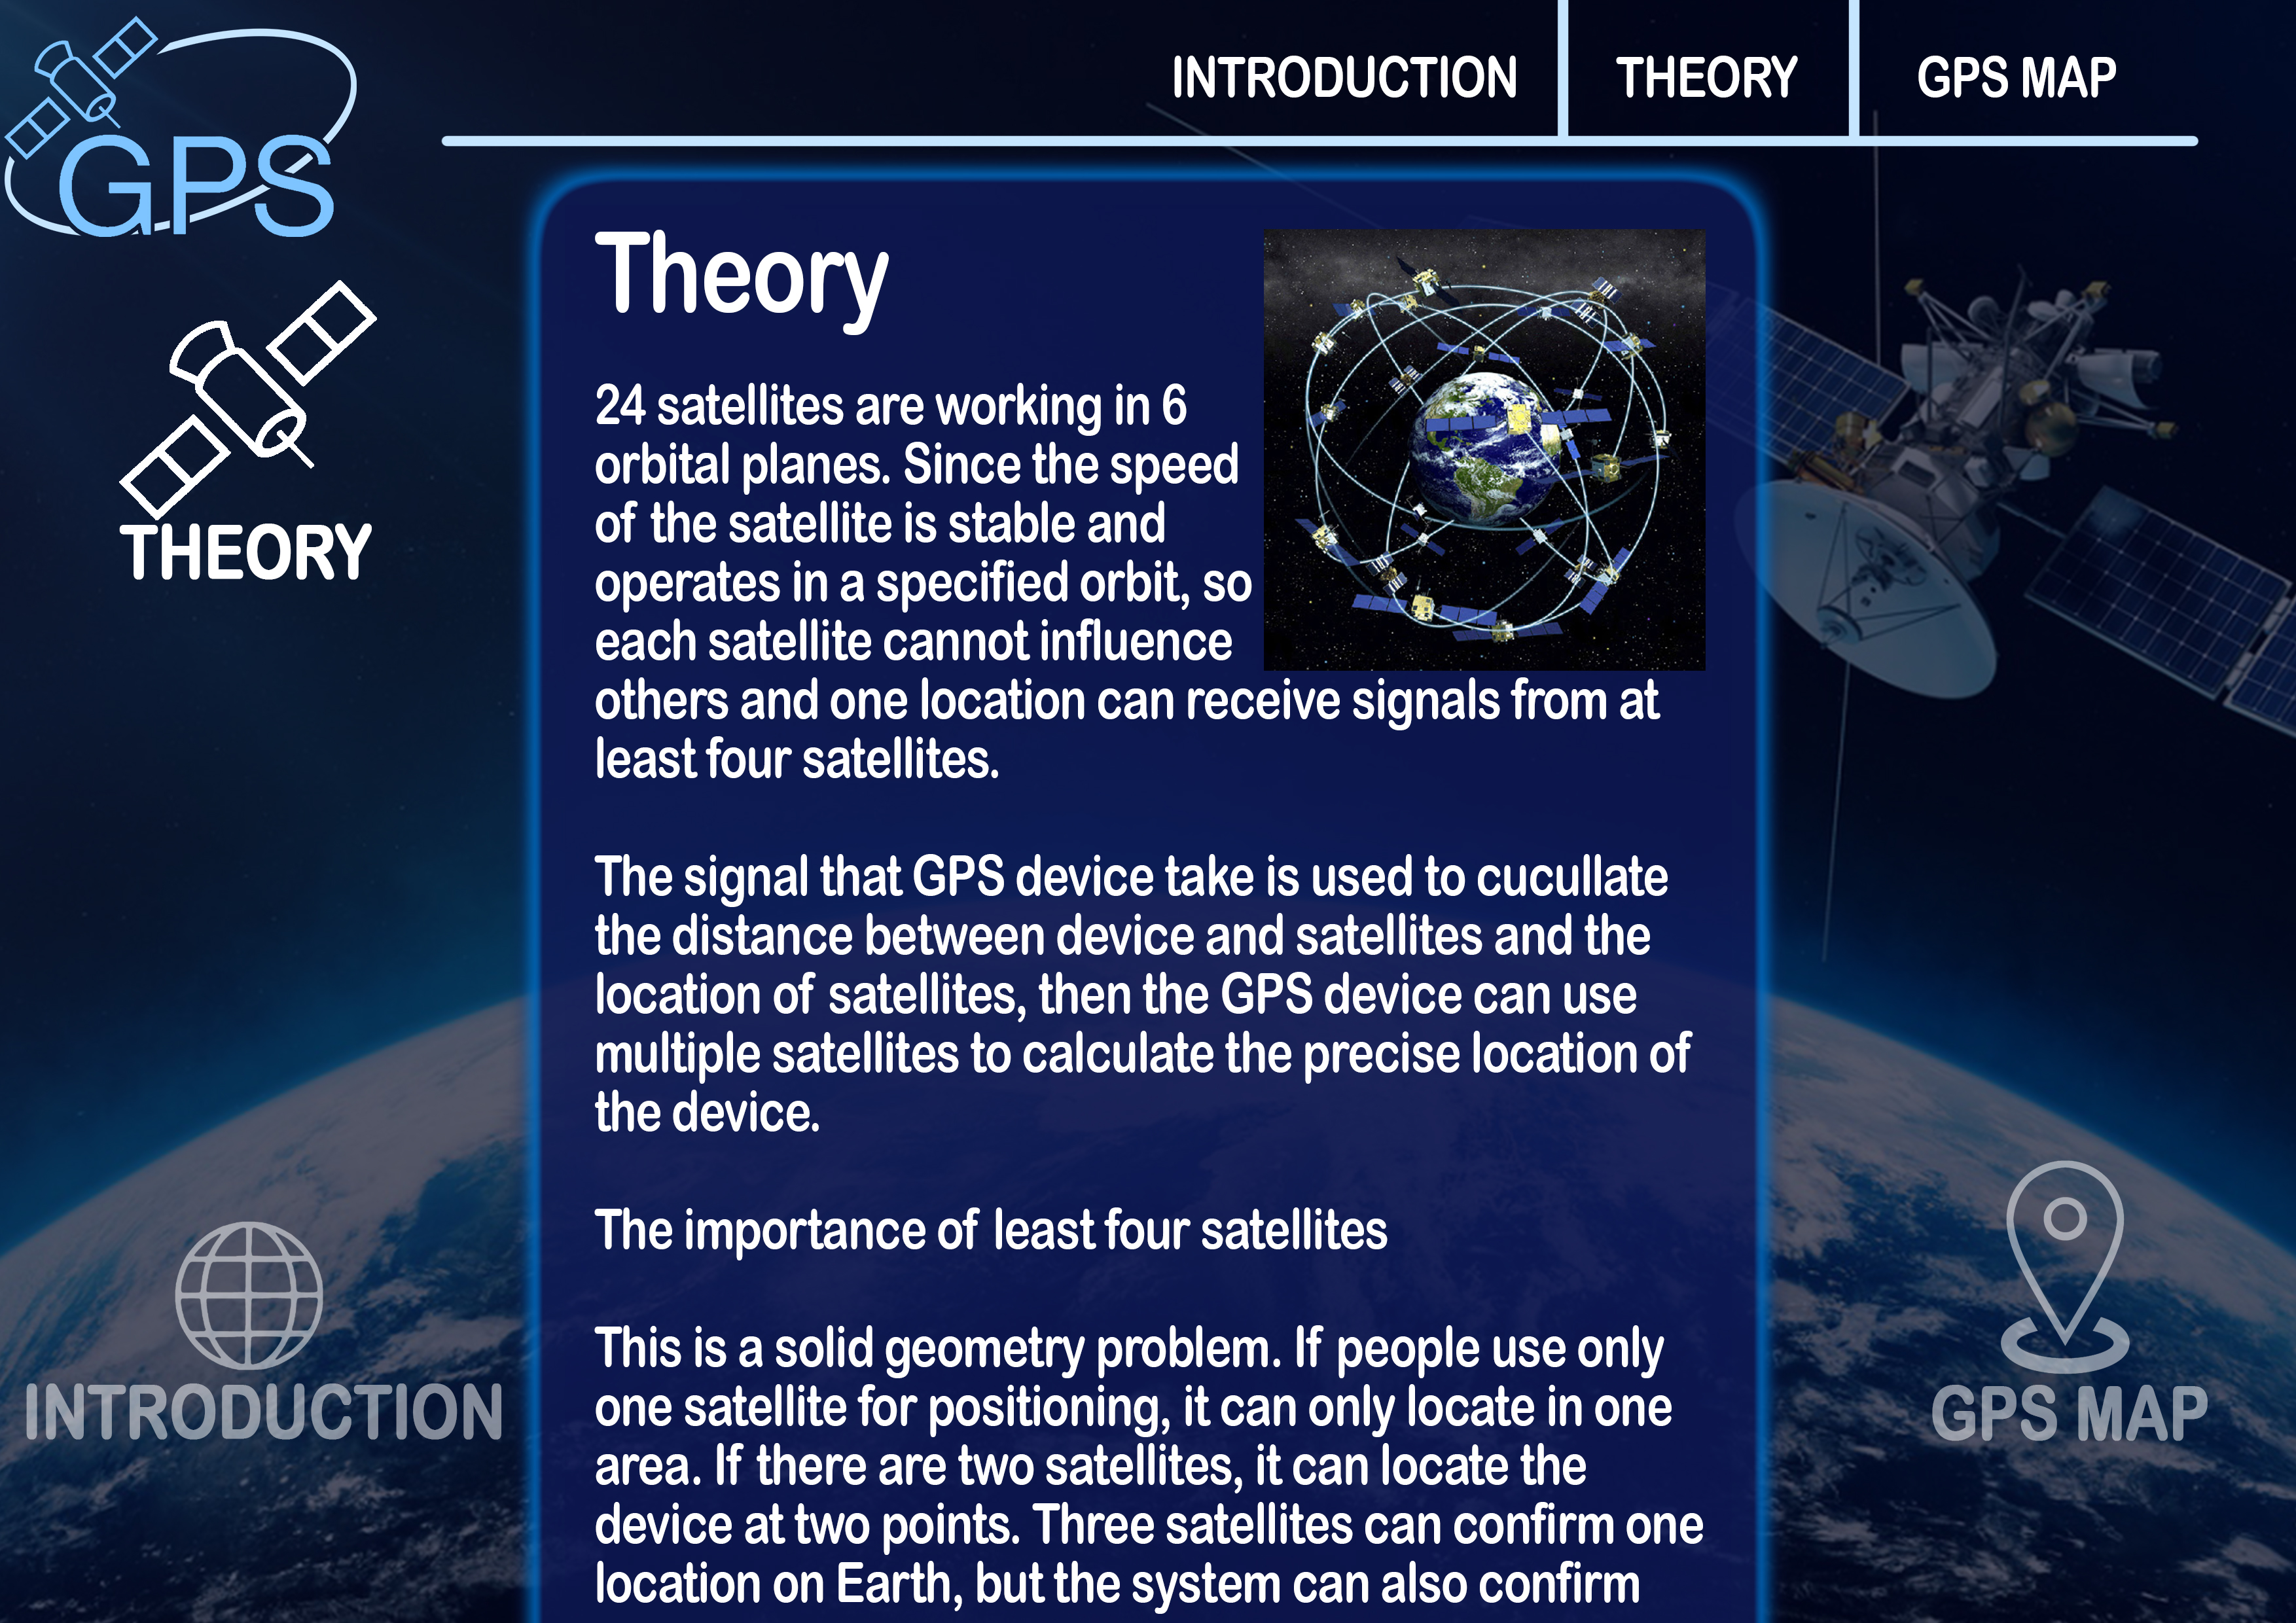 GPS
INTRODUCTION
THEORY
GPS MAP
THEORY
Theory
24 satellites are working in 6
orbital planes. Since the speed
of the satellite is stable and
operates in a specified orbit, so
each satellite cannot influence
others and one location can receive signals from at
least four satellites.
The signal that GPS device take is used to cucullate
the distance between device and satellites and the
location of satellites, then the GPS device can use
multiple satellites to calculate the precise location of
the device.
The importance of least four satellites
This is a solid geometry problem. If people use only
one satellite for positioning, it can only locate in one
area. If there are two satellites, it can locate the
device at two points. Three satellites can confirm one
location on Earth, but the system can also confirm
INTRODUCTION
GPS MAP